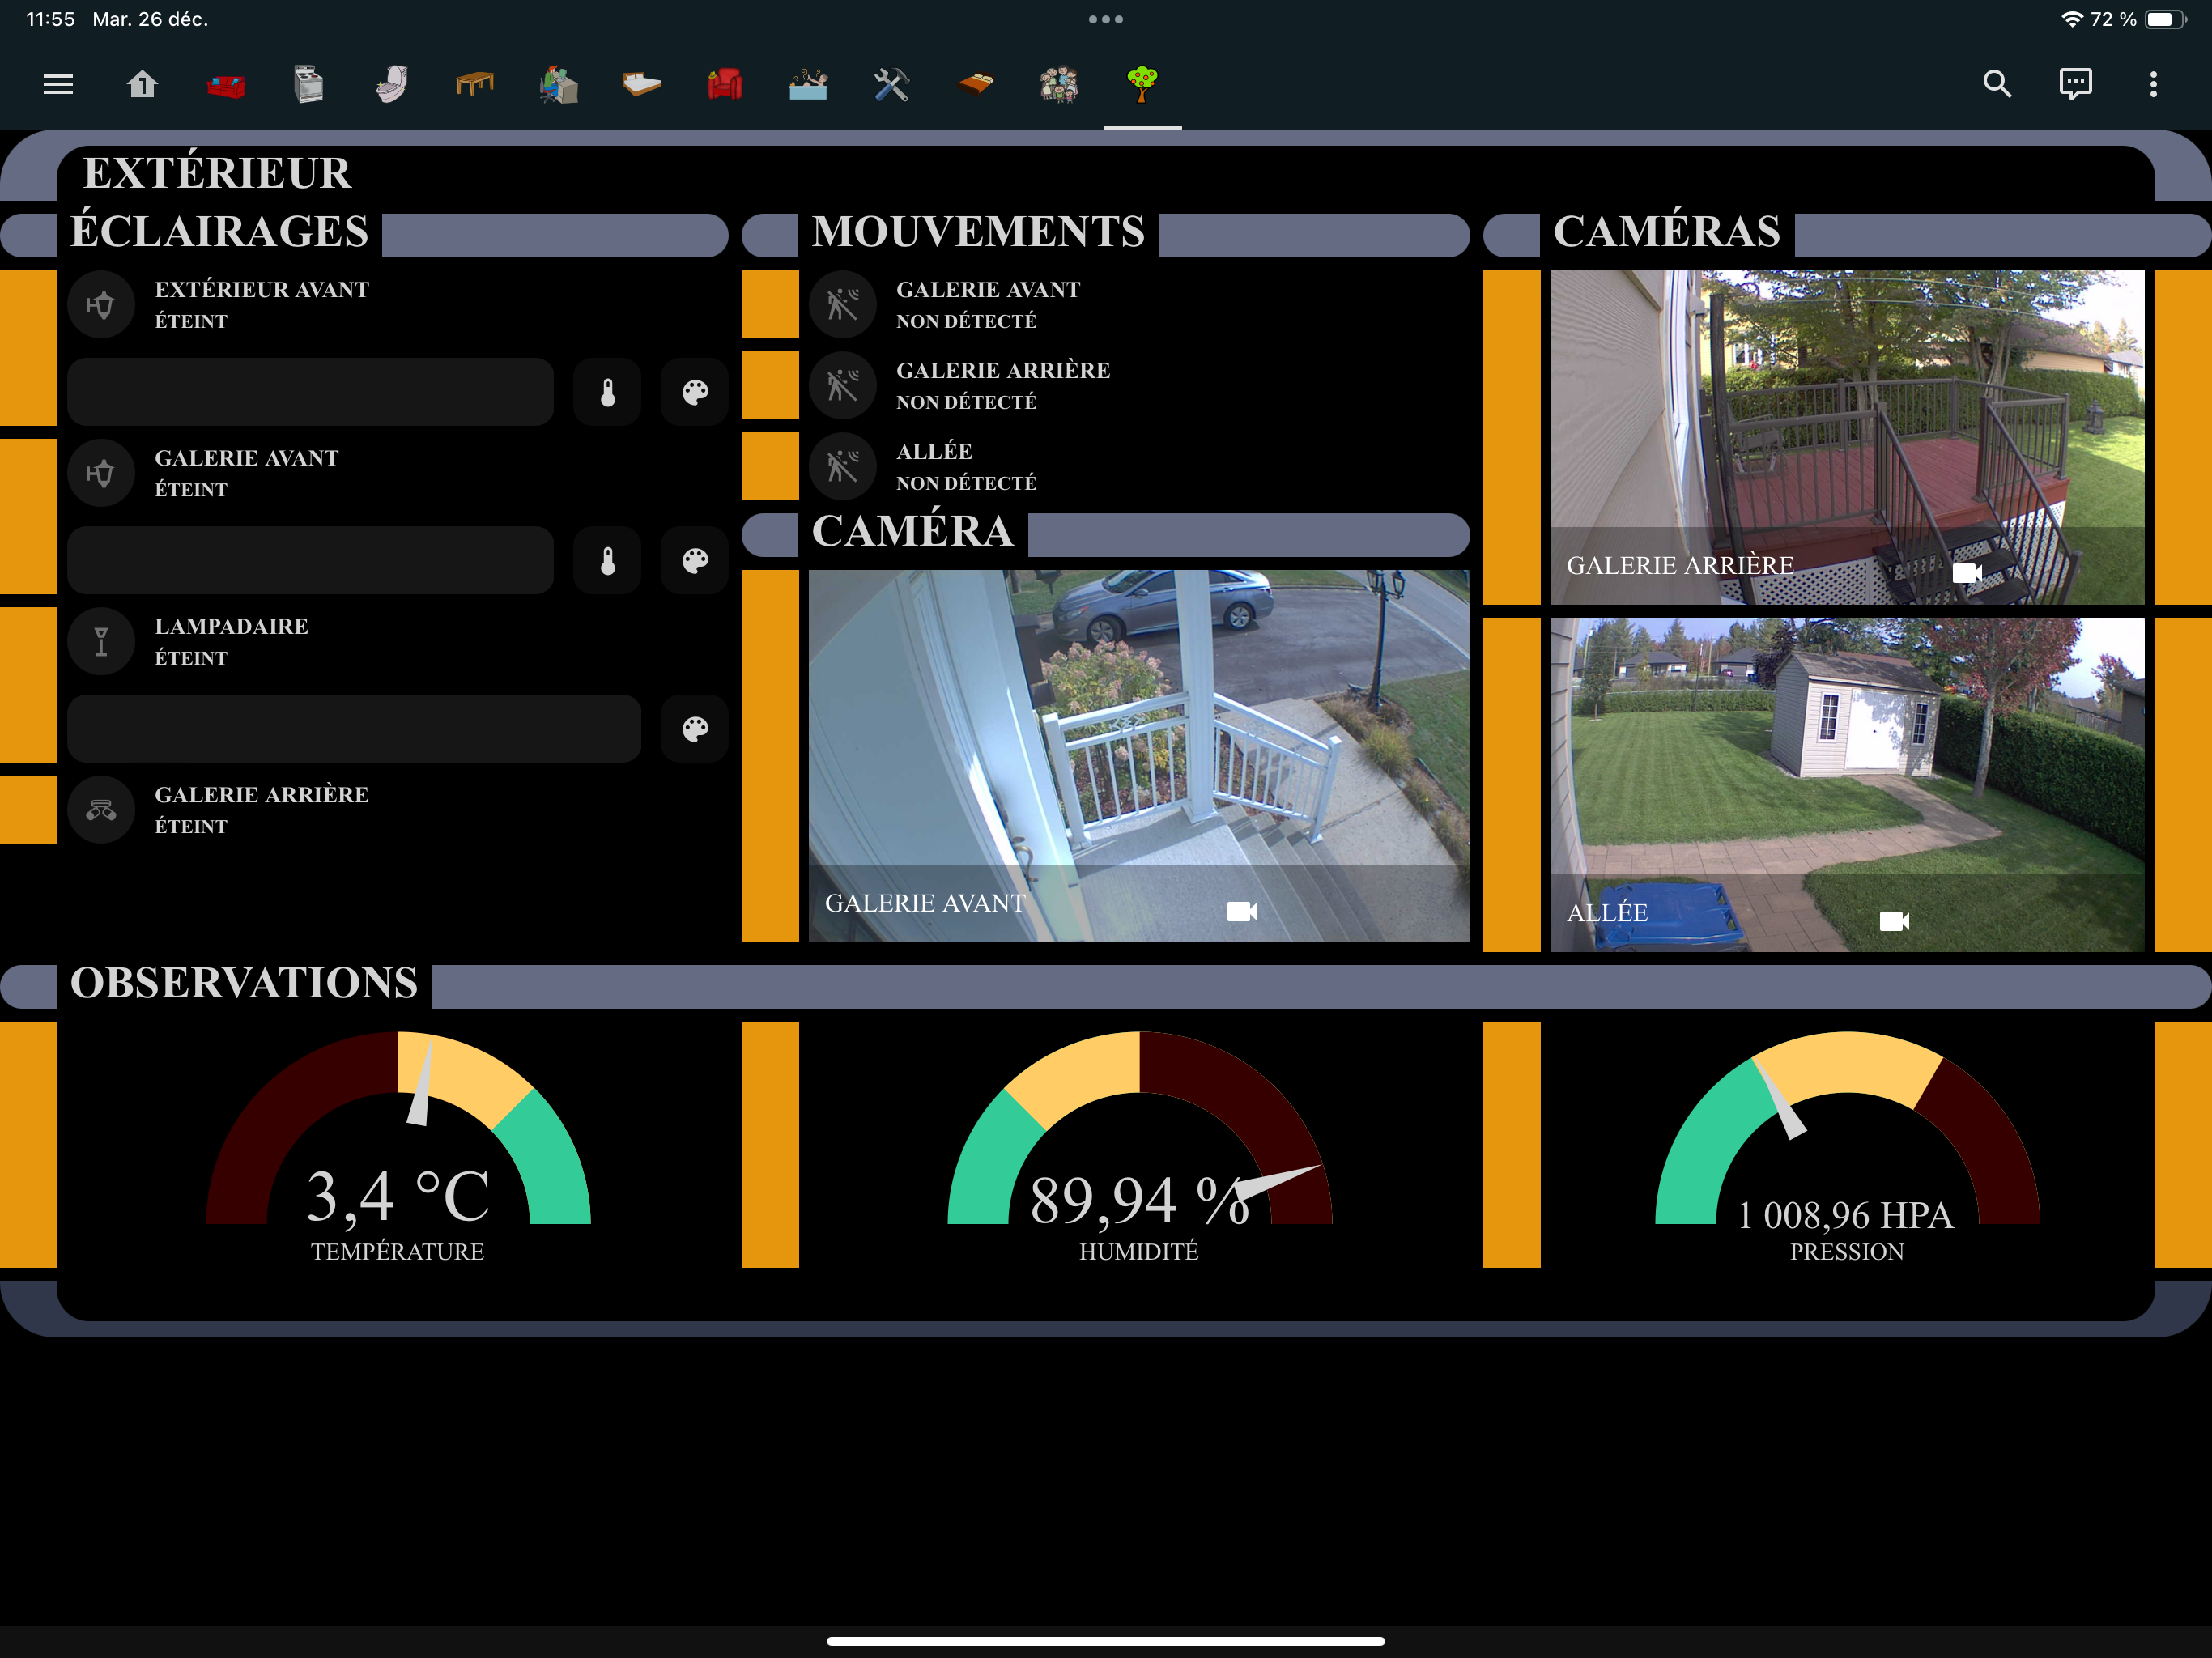 11:55 Mar. 26 déc.
72 %
1
EXTÉRIEUR
ÉCLAIRAGES
EXTÉRIEUR AVANT
ÉTEINT
GALERIE AVANT
ÉTEINT
LAMPADAIRE
ÉTEINT
GALERIE ARRIÈRE
ÉTEINT
MOUVEMENTS
GALERIE AVANT
NON DÉTECTÉ
GALERIE ARRIÈRE
NON DÉTECTÉ
ALLÉE
NON DÉTECTÉ
CAMÉRA
GALERIE AVANT
CAMÉRAS
GALERIE ARRIÈRE
ALLÉE
OBSERVATIONS
3,4 °C
TEMPÉRATURE
89,94 %
HUMIDITÉ
1 008,96 HPA
PRESSION